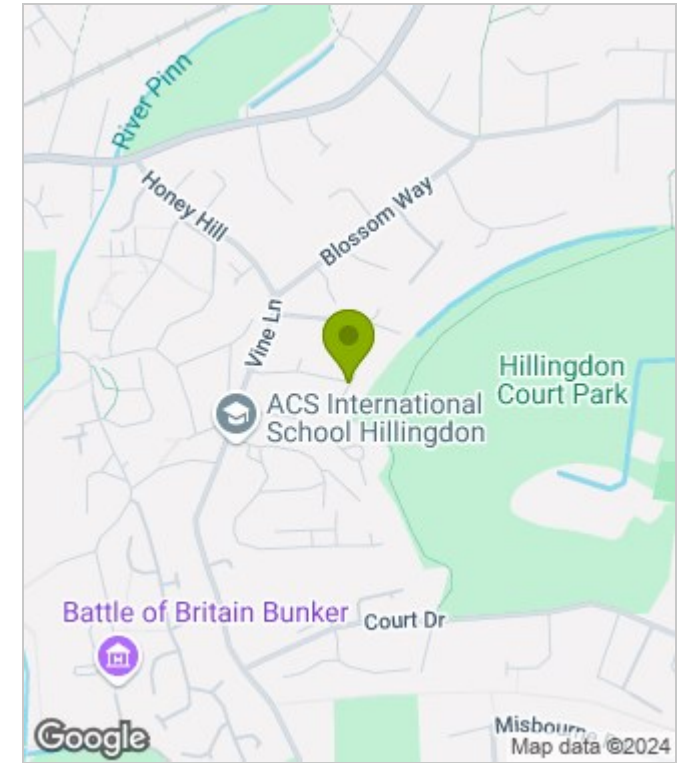 River Pinn
Honey Hill
Blossom Way
Vine Ln
Hillingdon
Court Park
ACS International
School Hillingdon
Battle of Britain Bunker
Court Dr
Misbourne
Google
Map data ©2024